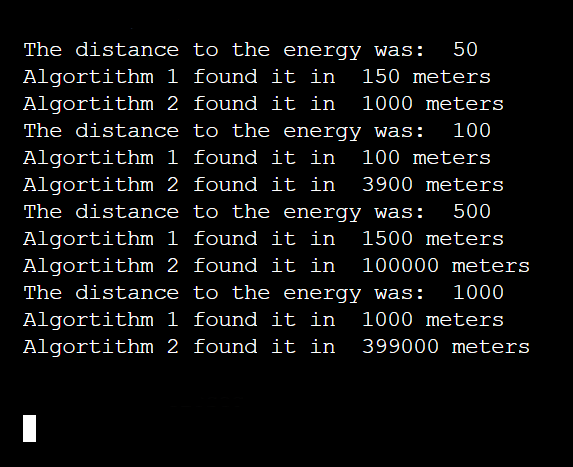 The distance to the energy was:  50
Algortithm 1 found it in  150 meters
Algortithm 2 found it in  1000 meters
The distance to the energy was:  100
Algortithm 1 found it in  100 meters
Algortithm 2 found it in  3900 meters
The distance to the energy was:  500
Algortithm 1 found it in  1500 meters
Algortithm 2 found it in  100000 meters
The distance to the energy was:  1000
Algortithm 1 found it in  1000 meters
Algortithm 2 found it in  399000 meters